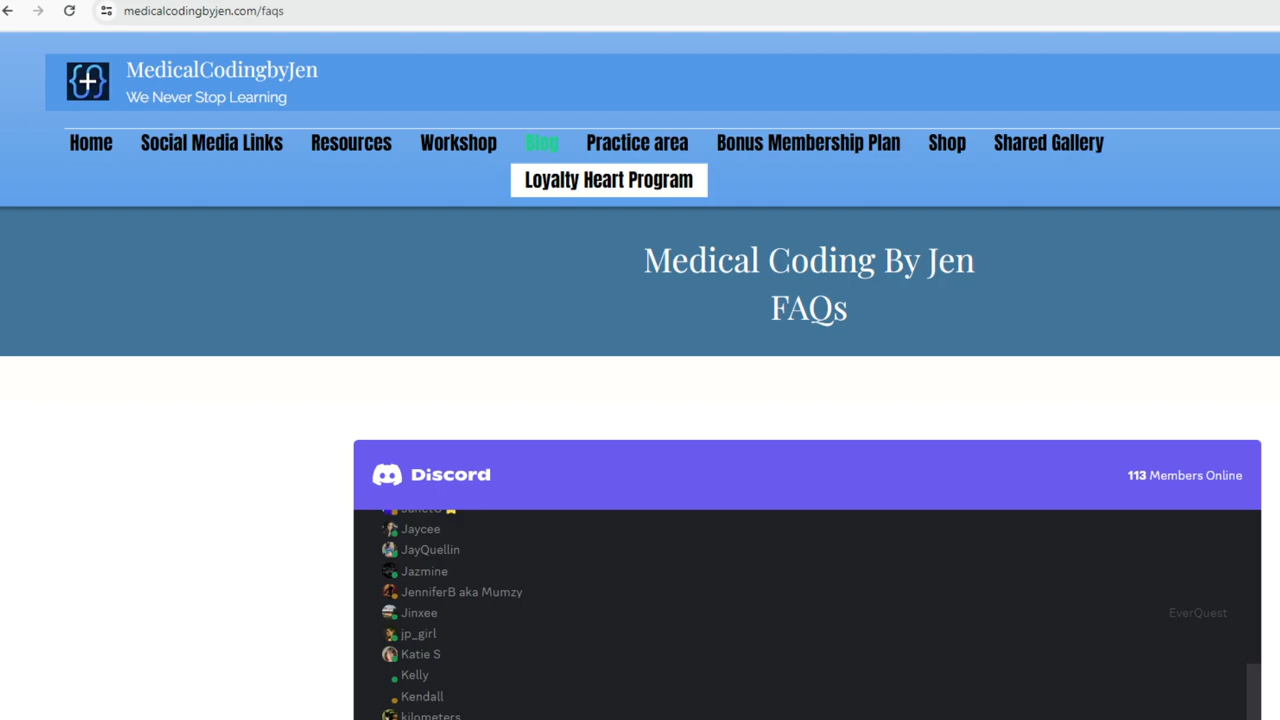 medicalcodingbyjen.com/faqs
MedicalCodingbyJen
We Never Stop Learning
Home Social Media Links Resources Workshop Blog Practice area Bonus Membership Plan Shop Shared Gallery
Loyalty Heart Program
Medical Coding By Jen
FAQs
Discord 113 Members Online
Jaycee
JayQuellin
Jazmine
JenniferB aka Mumzy
Jinxee EverQuest
jp_girl
Katie S
Kelly
Kendall
kilometers